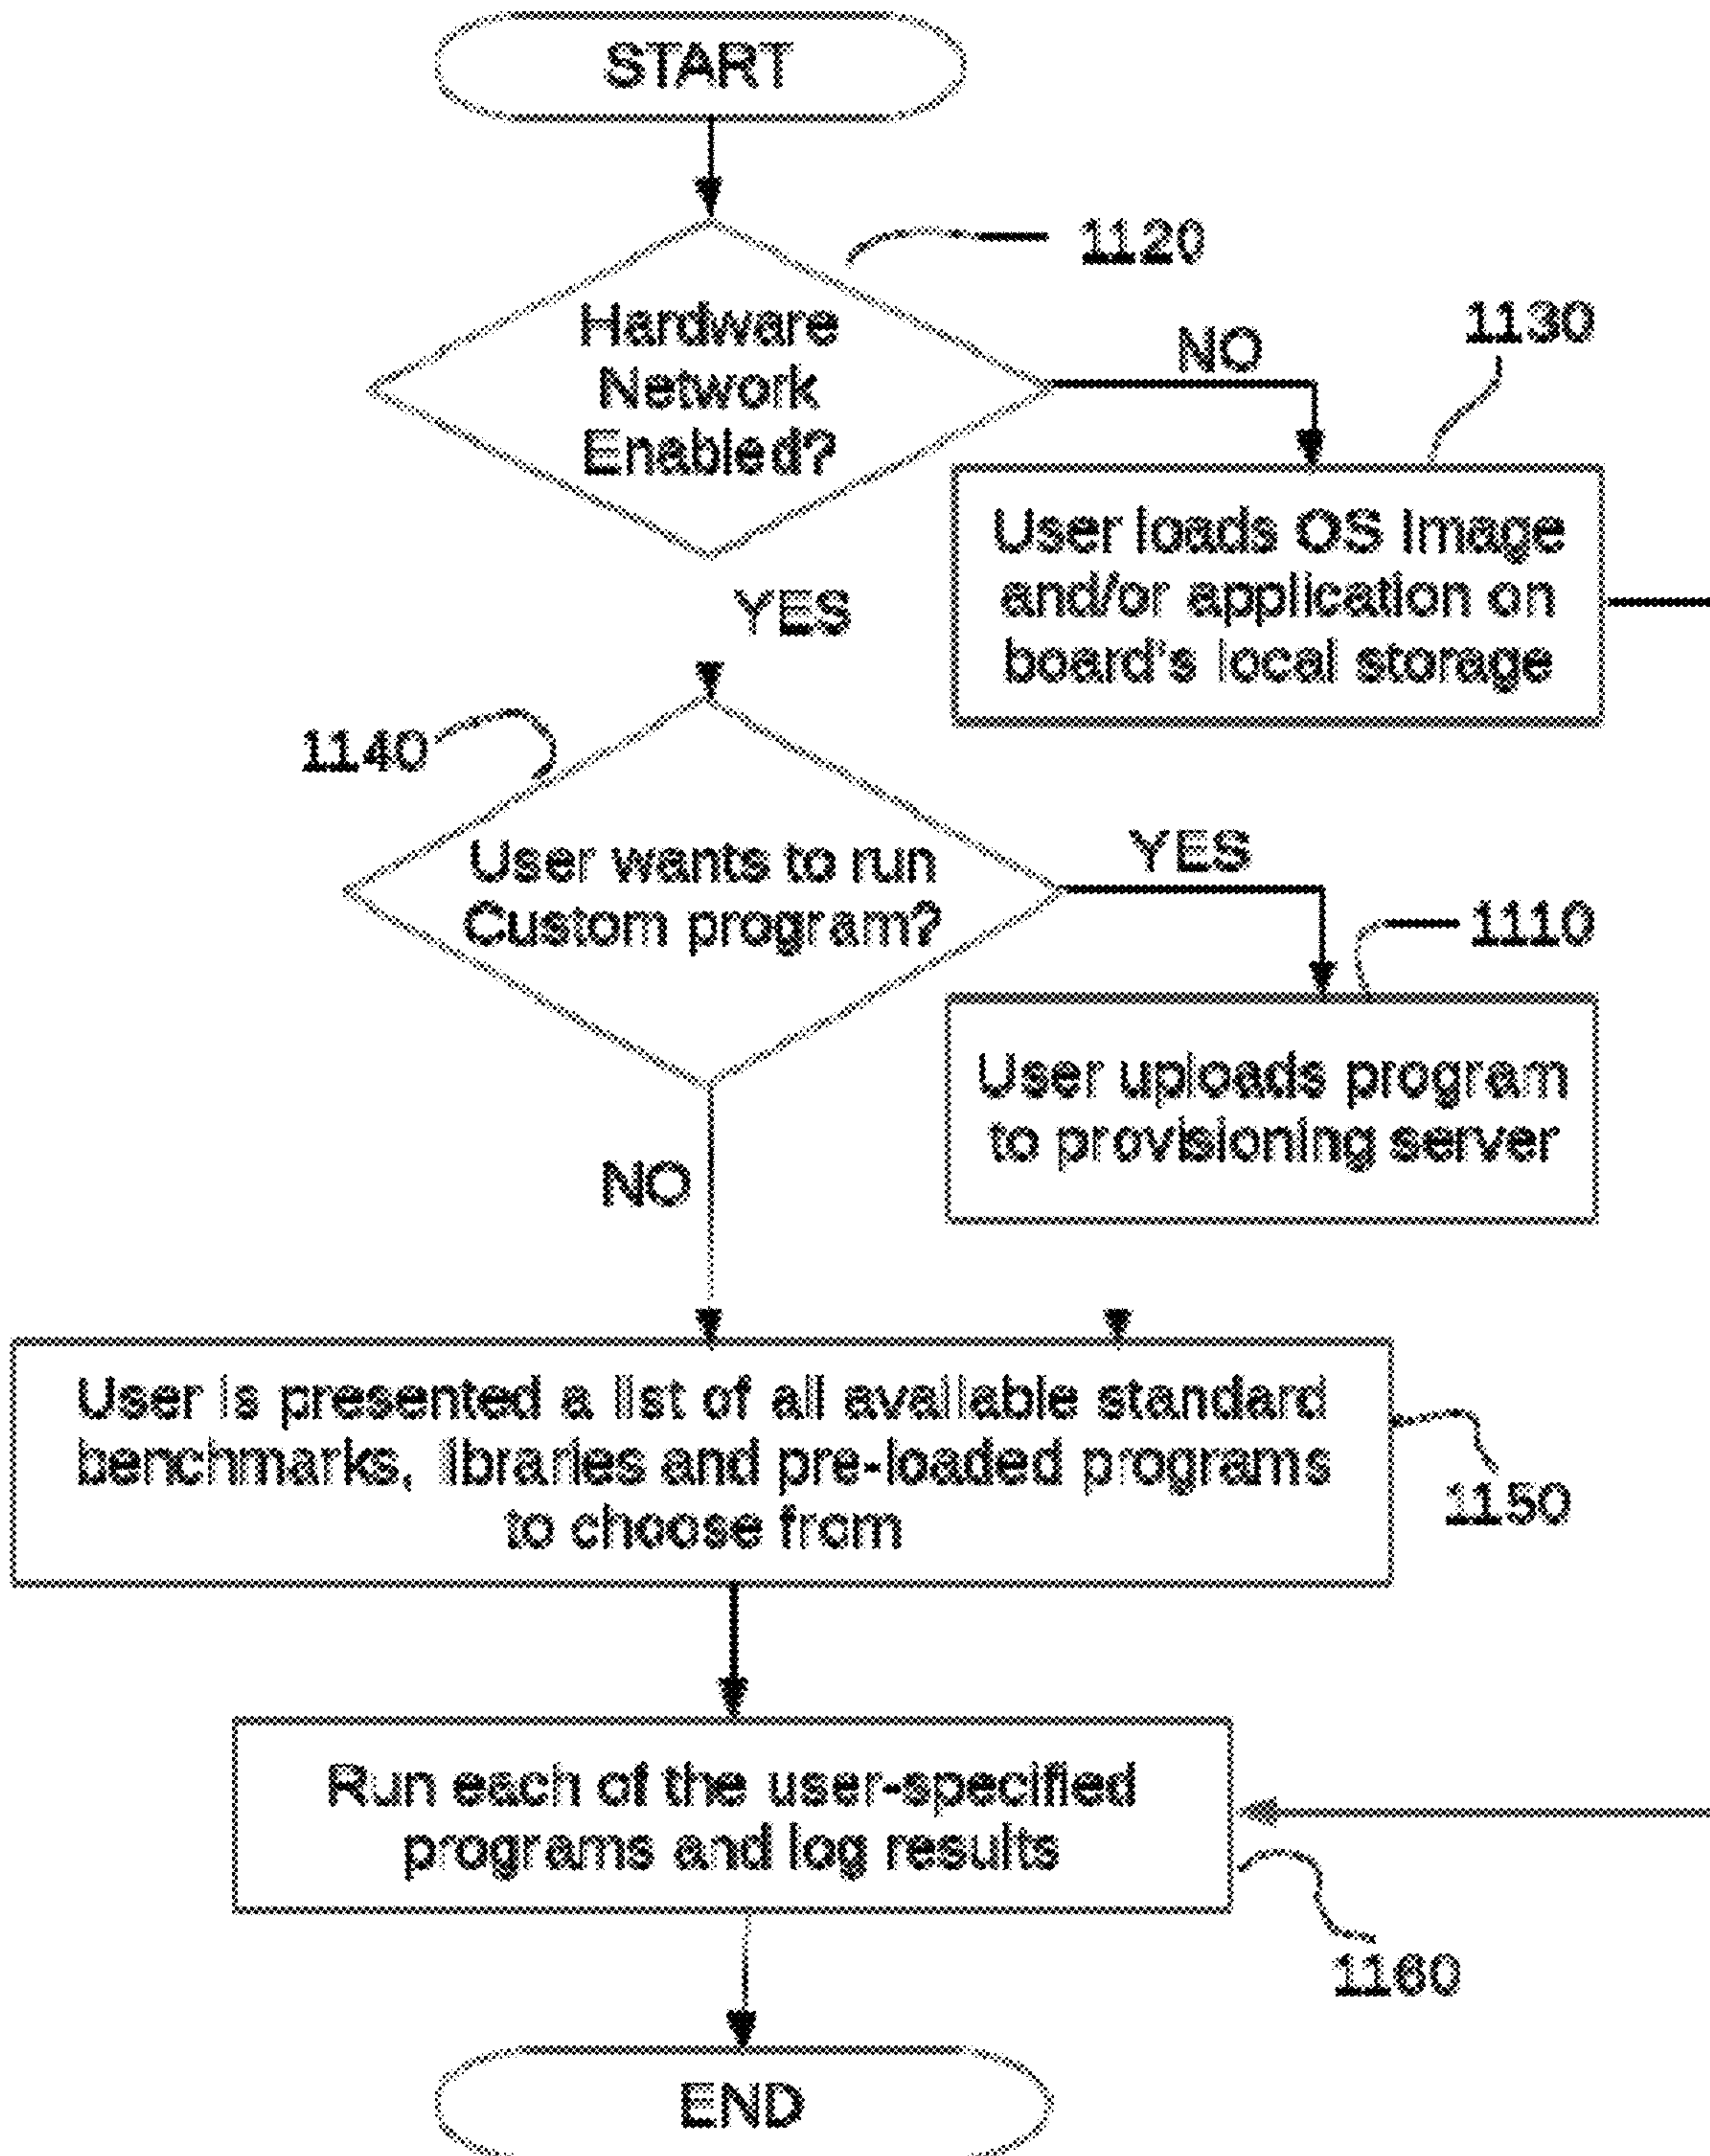 START
1120
Hardware
Network
Enabled?
NO
1130
User loads OS Image
and/or application on
board's local storage
YES
1140
User wants to run
Custom program?
YES
1110
User uploads program
to provisioning server
NO
User is presented a list of all available standard
benchmarks, libraries and pre-loaded programs
to choose from
1150
Run each of the user-specified
programs and log results
1160
END